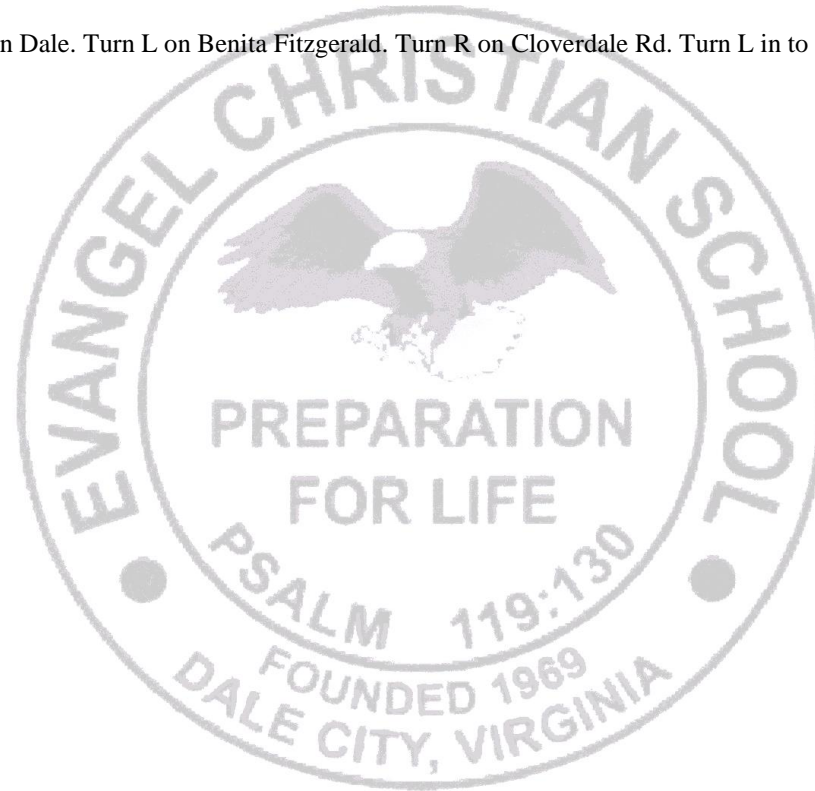 n Dale. Turn L on Benita Fitzgerald. Turn R on Cloverdale Rd. Turn L in to
EVANGEL CHRISTIAN SCHOOL
PREPARATION
FOR LIFE
PSALM 119:130
FOUNDED 1969
DALE CITY, VIRGINIA